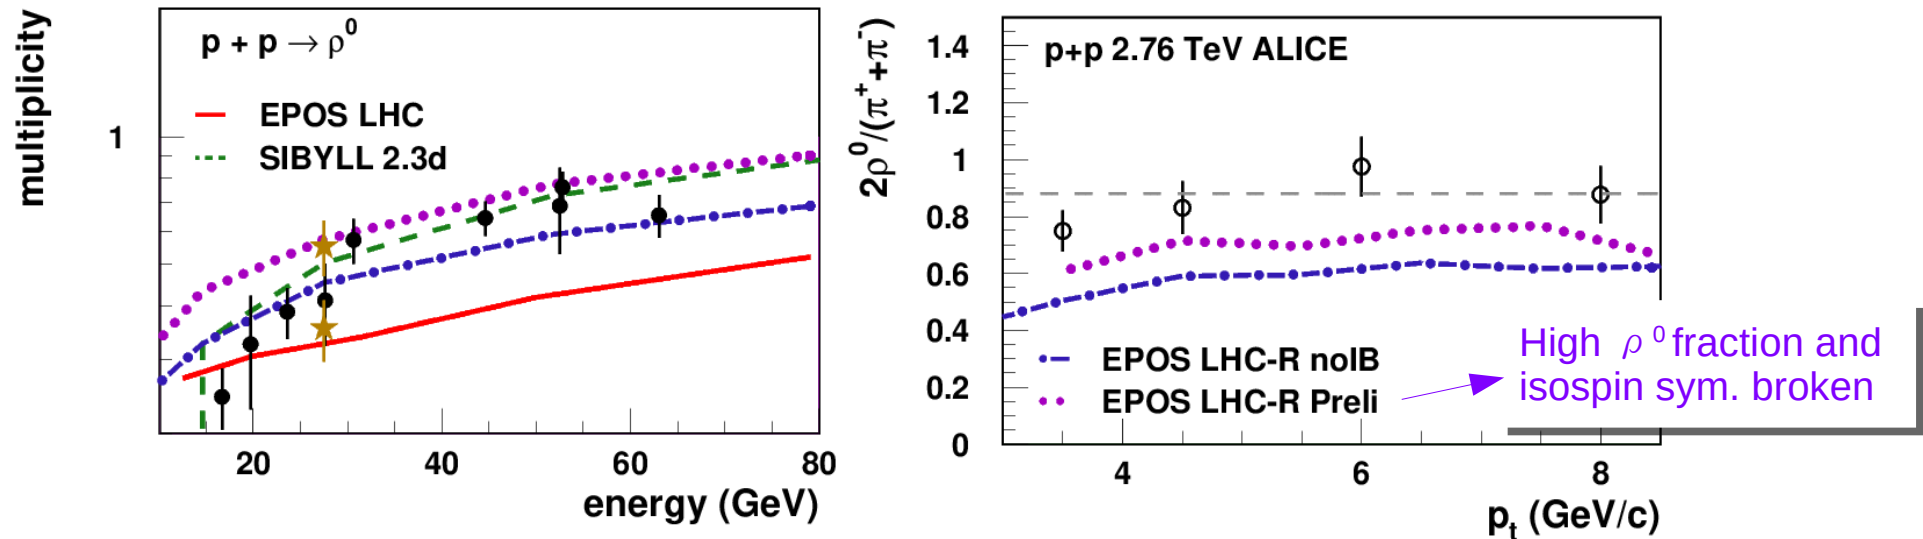 multiplicity
p + p → ρ⁰
EPOS LHC
SIBYLL 2.3d
1
20 40 60 80
energy (GeV)
2ρ⁰/(π⁺+π⁻)
p+p 2.76 TeV ALICE
1.4
1.2
1
0.8
0.6
0.4
0.2
0
EPOS LHC-R noIB
EPOS LHC-R Preli
High ρ⁰ fraction and
isospin sym. broken
4 6 8
pₜ (GeV/c)